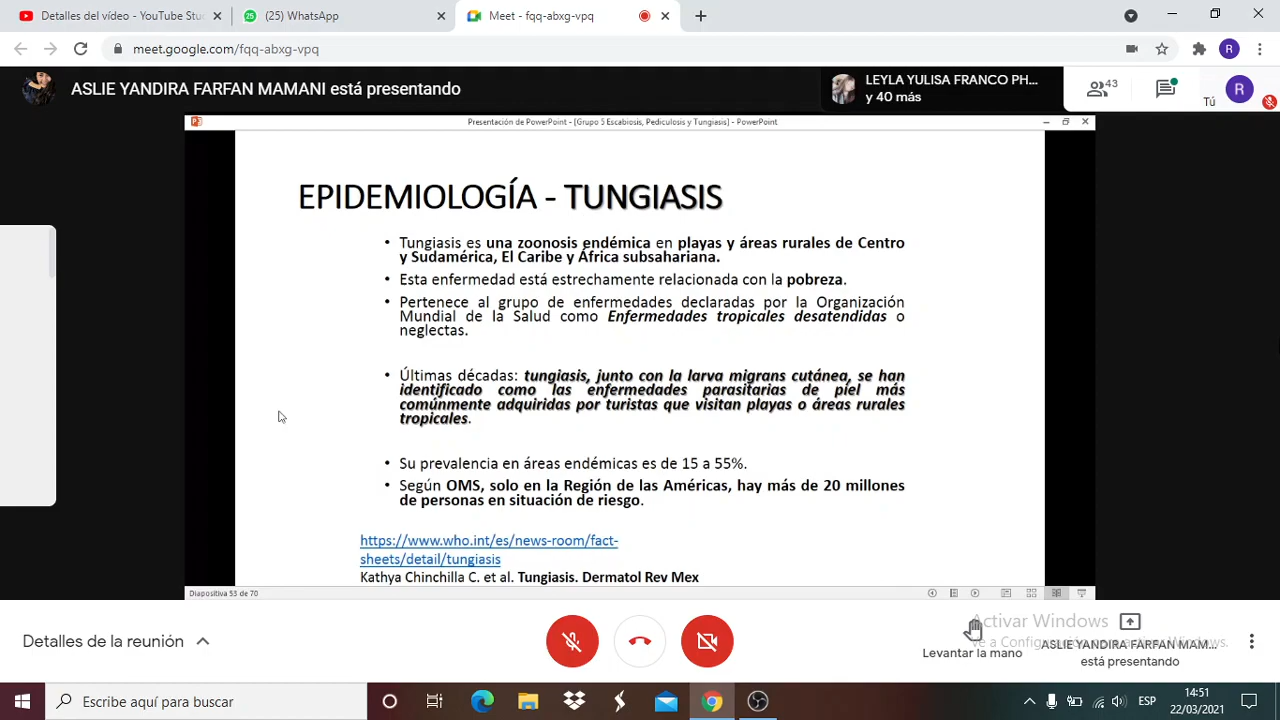 Detalles del vídeo - YouTube Stu
(25) WhatsApp
Meet - fqq-abxg-vpq
meet.google.com/fqq-abxg-vpq
R
ASLIE YANDIRA FARFAN MAMANI está presentando
LEYLA YULISA FRANCO PH...
y 40 más
43
Tú
R
Presentación de PowerPoint - [Grupo 5 Escabiosis, Pediculosis y Tungiasis] - PowerPoint
EPIDEMIOLOGÍA - TUNGIASIS
• Tungiasis es una zoonosis endémica en playas y áreas rurales de Centro
y Sudamérica, El Caribe y África subsahariana.
• Esta enfermedad está estrechamente relacionada con la pobreza.
• Pertenece al grupo de enfermedades declaradas por la Organización
Mundial de la Salud como Enfermedades tropicales desatendidas o
neglectas.
• Últimas décadas: tungiasis, junto con la larva migrans cutánea, se han
identificado como las enfermedades parasitarias de piel más
comúnmente adquiridas por turistas que visitan playas o áreas rurales
tropicales.
• Su prevalencia en áreas endémicas es de 15 a 55%.
• Según OMS, solo en la Región de las Américas, hay más de 20 millones
de personas en situación de riesgo.
https://www.who.int/es/news-room/fact-
sheets/detail/tungiasis
Kathya Chinchilla C. et al. Tungiasis. Dermatol Rev Mex
Diapositiva 53 de 70
Detalles de la reunión
Activar Windows
Ve a Configuración para activar Windows.
Levantar la mano
ASLIE YANDIRA FARFAN MAM...
está presentando
Escribe aquí para buscar
ESP
14:51
22/03/2021